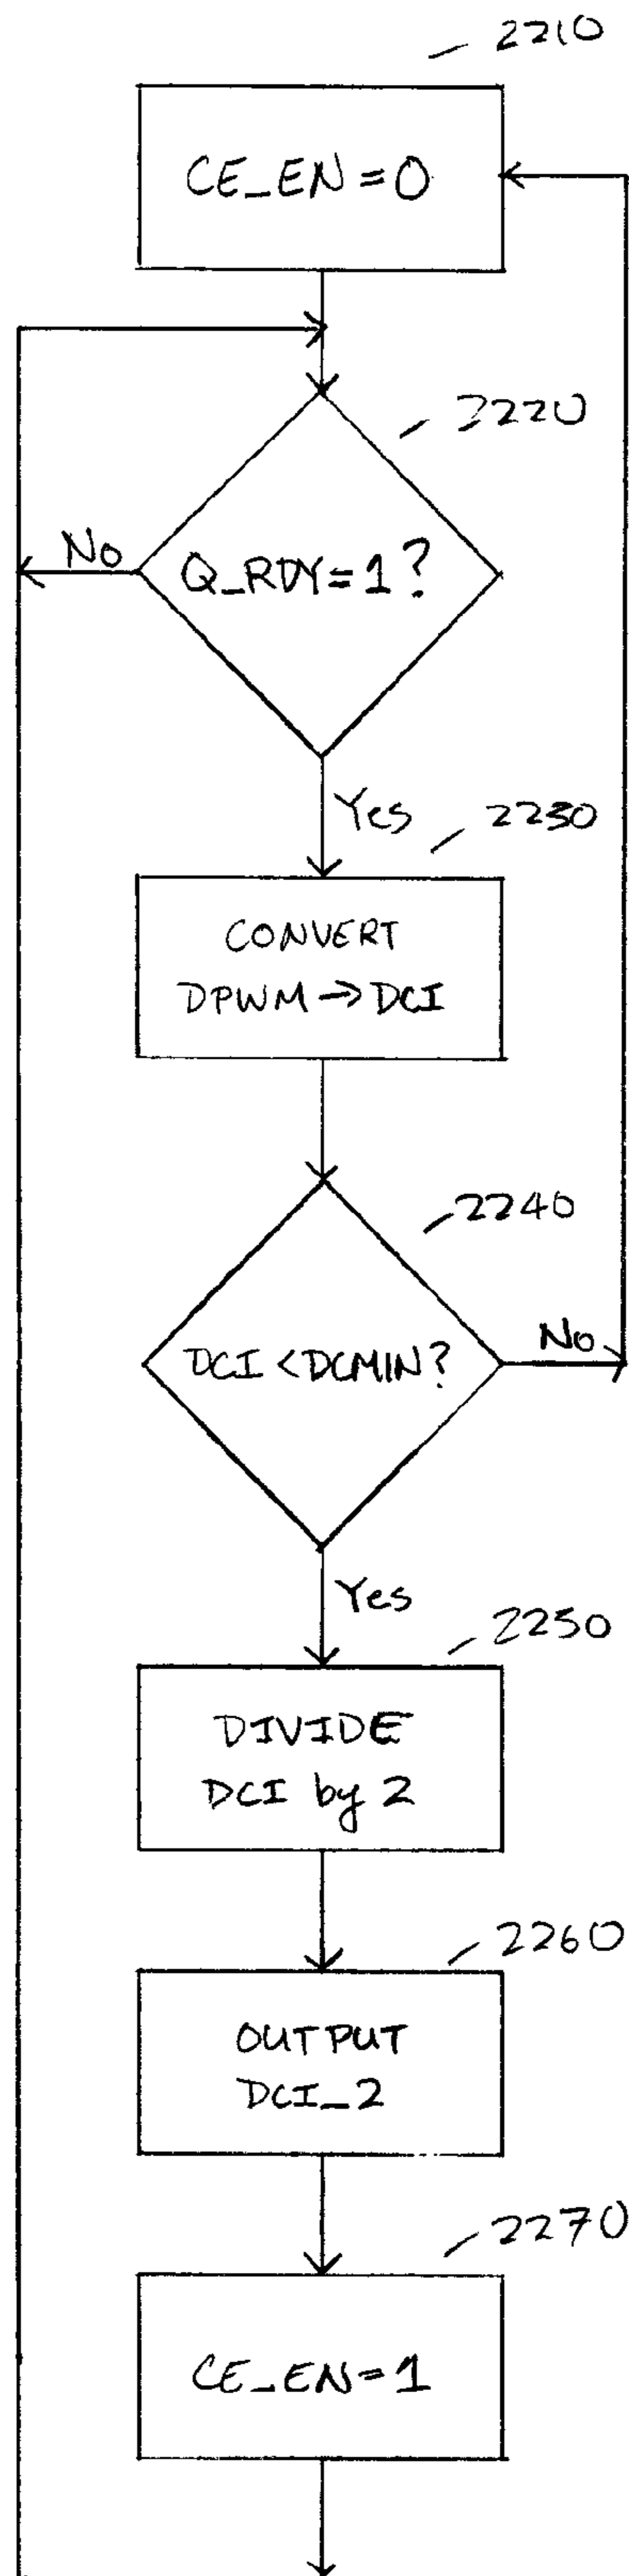 2210
CE_EN=0
2220
No
Q_RDY=1?
Yes
2230
CONVERT
DPWM→DCI
2240
DCI<DCMIN?
No
Yes
2250
DIVIDE
DCI by 2
2260
OUTPUT
DCI_2
2270
CE_EN=1